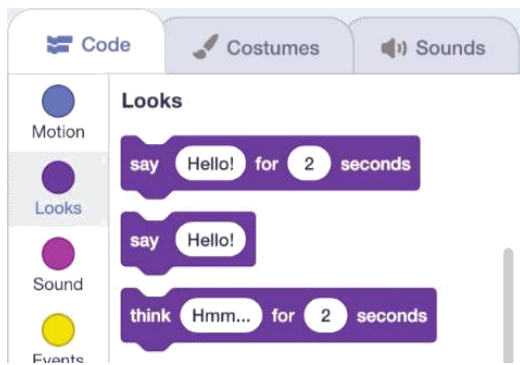 Code Costumes Sounds
Looks
Motion
say Hello! for 2 seconds
Looks
say Hello!
Sound
think Hmm... for 2 seconds
Events